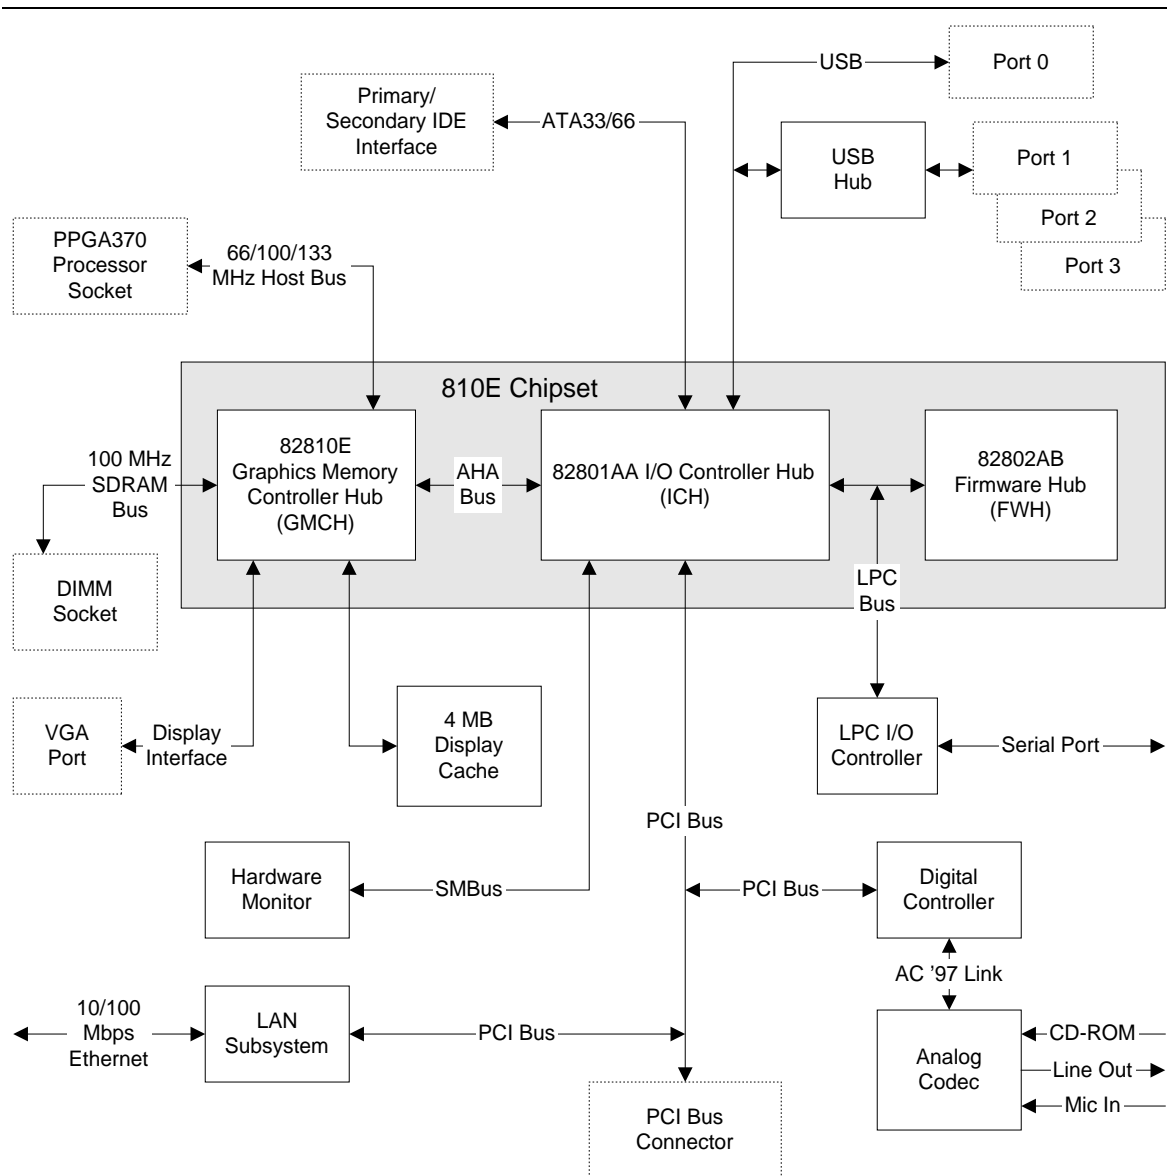 USB
Port 0
Primary/
Secondary IDE
Interface
ATA33/66
USB
Hub
Port 1
Port 2
Port 3
PPGA370
Processor
Socket
66/100/133
MHz Host Bus
810E Chipset
100 MHz
SDRAM
Bus
82810E
Graphics Memory
Controller Hub
(GMCH)
AHA
Bus
82801AA I/O Controller Hub
(ICH)
82802AB
Firmware Hub
(FWH)
DIMM
Socket
LPC
Bus
VGA
Port
Display
Interface
4 MB
Display
Cache
LPC I/O
Controller
Serial Port
PCI Bus
Hardware
Monitor
SMBus
PCI Bus
Digital
Controller
AC ’97 Link
10/100
Mbps
Ethernet
LAN
Subsystem
PCI Bus
Analog
Codec
CD-ROM
Line Out
Mic In
PCI Bus
Connector